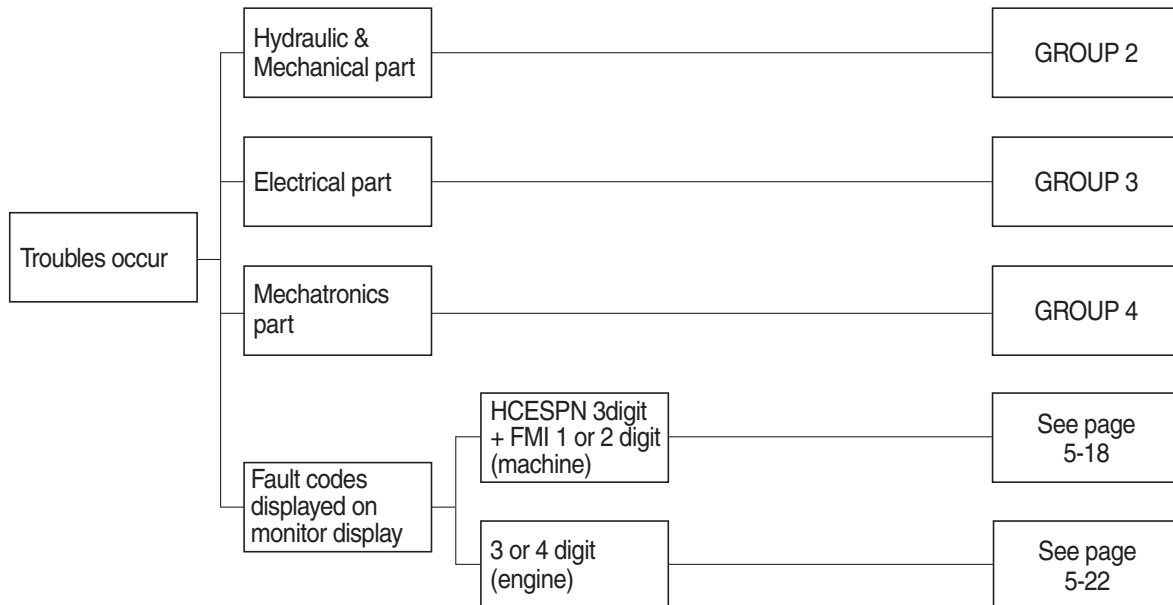 Hydraulic &
Mechanical part
GROUP 2
Electrical part
GROUP 3
Troubles occur
Mechatronics
part
GROUP 4
HCESPN 3digit
+ FMI 1 or 2 digit
(machine)
See page
5-18
Fault codes
displayed on
monitor display
3 or 4 digit
(engine)
See page
5-22